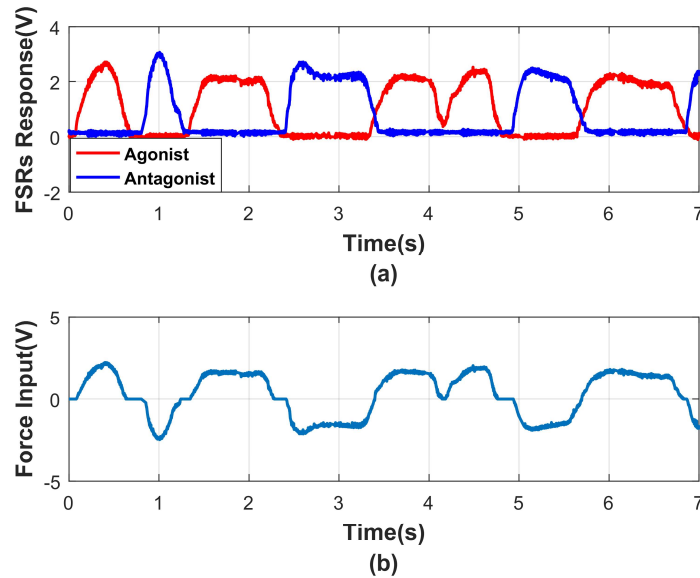 4
2
0
-2
FSRs Response(V)
Agonist
Antagonist
0 1 2 3 4 5 6 7
Time(s)
(a)
5
0
-5
Force Input(V)
0 1 2 3 4 5 6 7
Time(s)
(b)